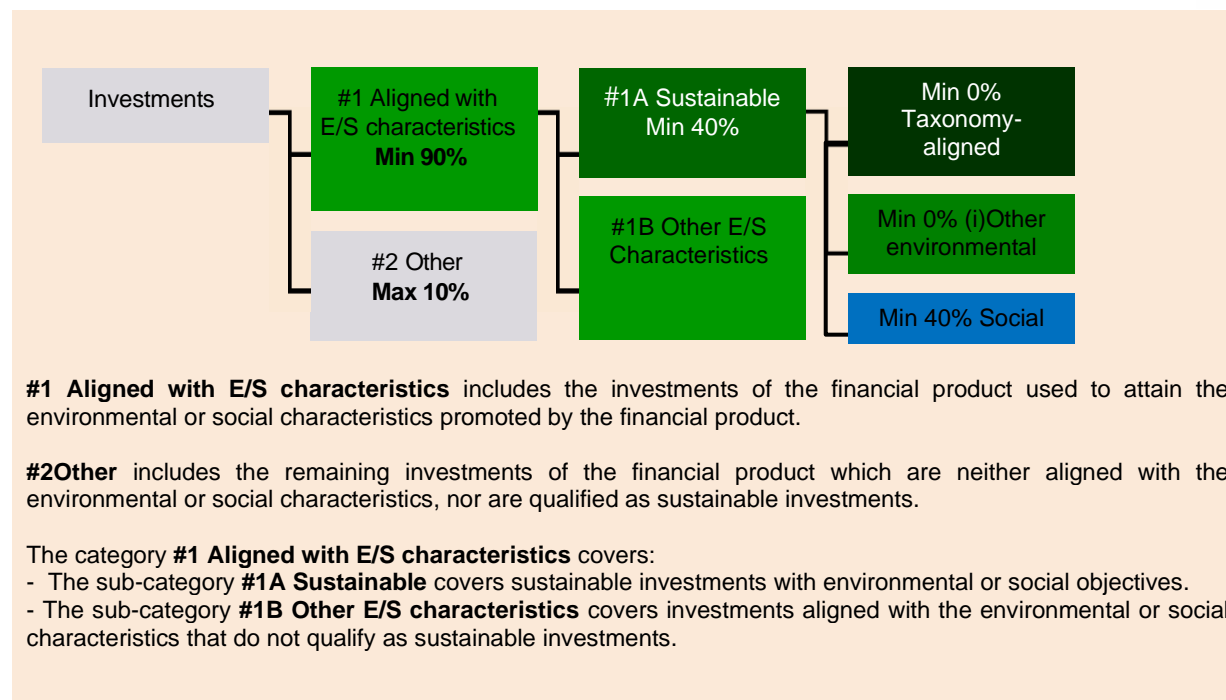 Investments
#1 Aligned with
E/S characteristics
Min 90%
#2 Other
Max 10%
#1A Sustainable
Min 40%
#1B Other E/S
Characteristics
Min 0%
Taxonomy-
aligned
Min 0% (i)Other
environmental
Min 40% Social
#1 Aligned with E/S characteristics includes the investments of the financial product used to attain the
environmental or social characteristics promoted by the financial product.
#2Other includes the remaining investments of the financial product which are neither aligned with the
environmental or social characteristics, nor are qualified as sustainable investments.
The category #1 Aligned with E/S characteristics covers:
- The sub-category #1A Sustainable covers sustainable investments with environmental or social objectives.
- The sub-category #1B Other E/S characteristics covers investments aligned with the environmental or social
characteristics that do not qualify as sustainable investments.